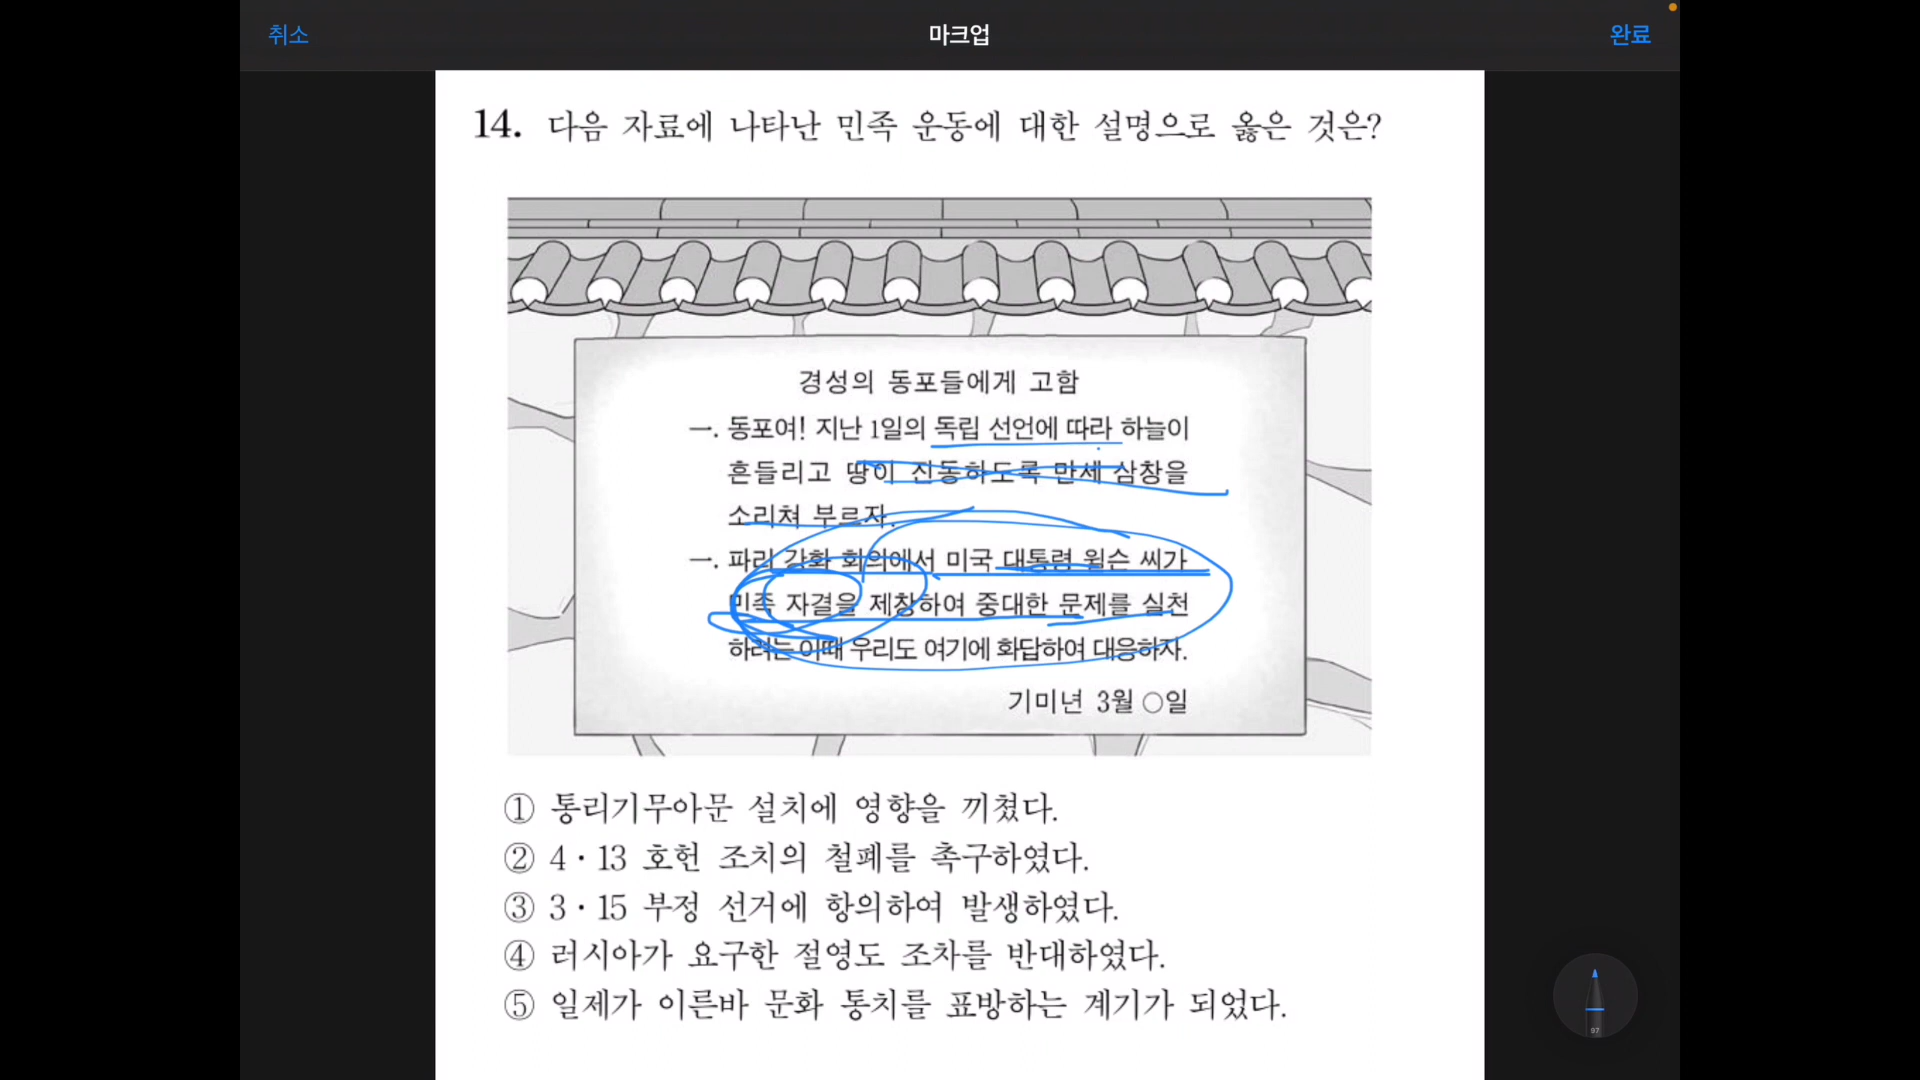 취소
마크업
완료
14. 다음 자료에 나타난 민족 운동에 대한 설명으로 옳은 것은?
경성의 동포들에게 고함
一. 동포여! 지난 1일의 독립 선언에 따라 하늘이
흔들리고 땅이 진동하도록 만세 삼창을
소리쳐 부르자.
一. 파리 강화 회의에서 미국 대통령 윌슨 씨가
민족 자결을 제창하여 중대한 문제를 실천
하려는 이때 우리도 여기에 화답하여 대응하자.
기미년 3월 ○일
① 통리기무아문 설치에 영향을 끼쳤다.
② 4·13 호헌 조치의 철폐를 촉구하였다.
③ 3·15 부정 선거에 항의하여 발생하였다.
④ 러시아가 요구한 절영도 조차를 반대하였다.
⑤ 일제가 이른바 문화 통치를 표방하는 계기가 되었다.
97